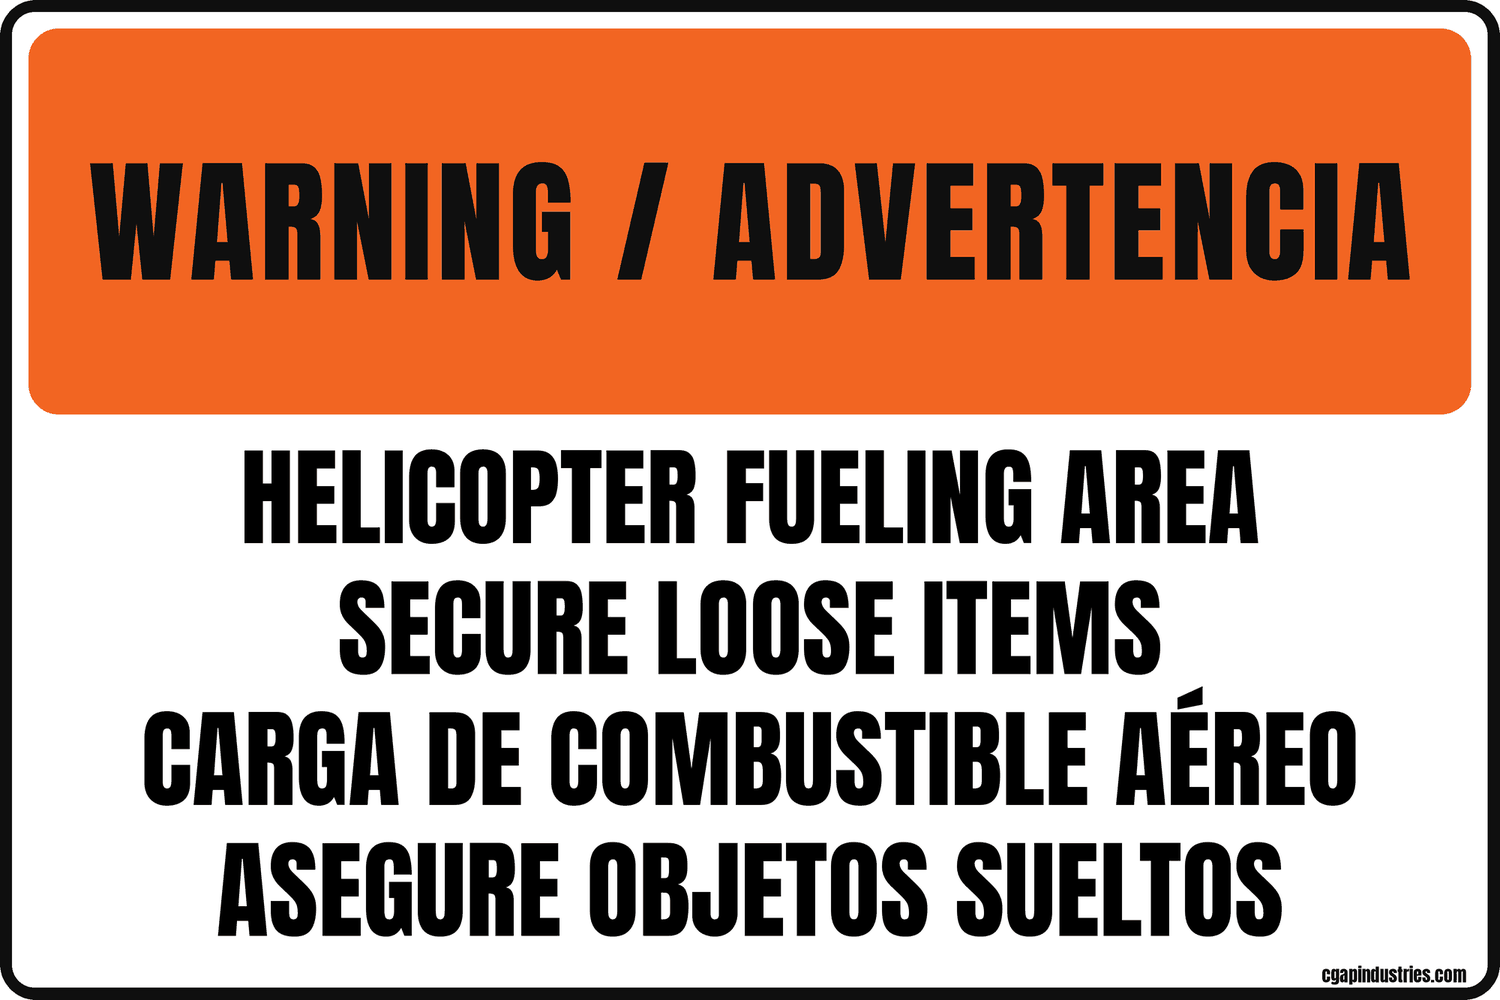 WARNING / ADVERTENCIA
HELICOPTER FUELING AREA
SECURE LOOSE ITEMS
CARGA DE COMBUSTIBLE AÉREO
ASEGURE OBJETOS SUELTOS
cgapindustries.com